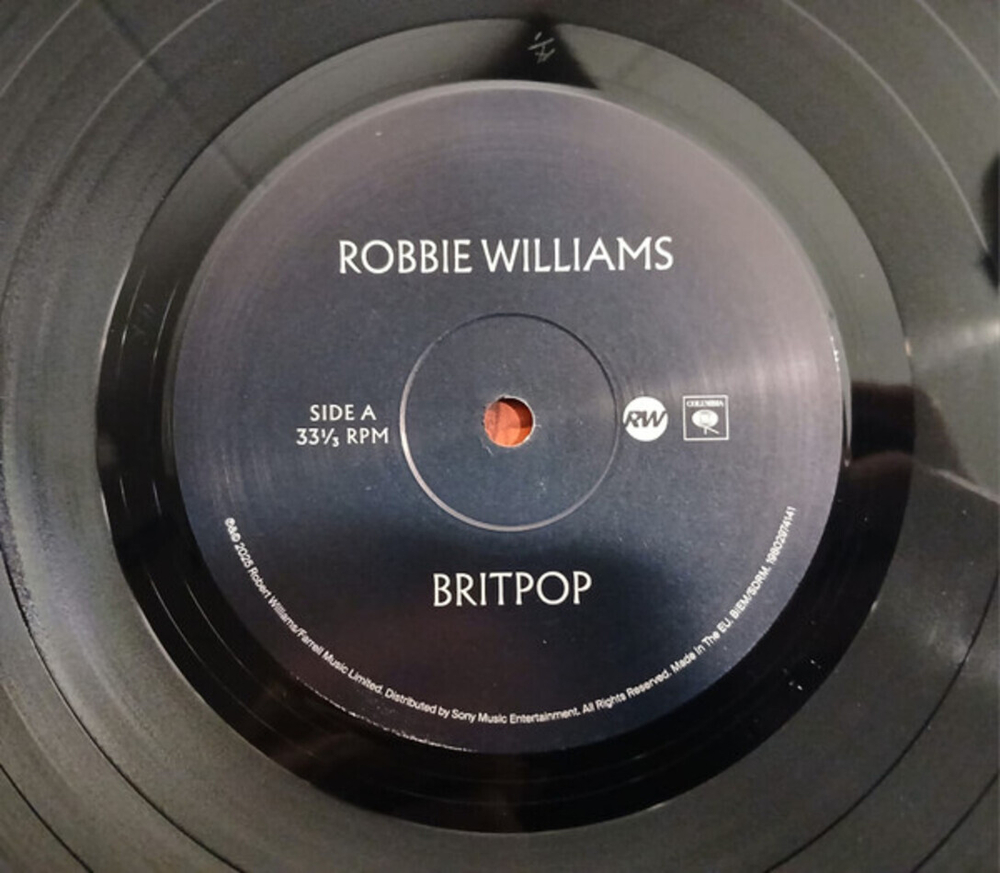 ROBBIE WILLIAMS
SIDE A
33⅓ RPM
RW
COLUMBIA
BRITPOP
℗&© 2025 Robert Williams/Farrell Music Limited. Distributed by Sony Music Entertainment. All Rights Reserved. Made In The EU. BIEM/SDRM. 19802974141